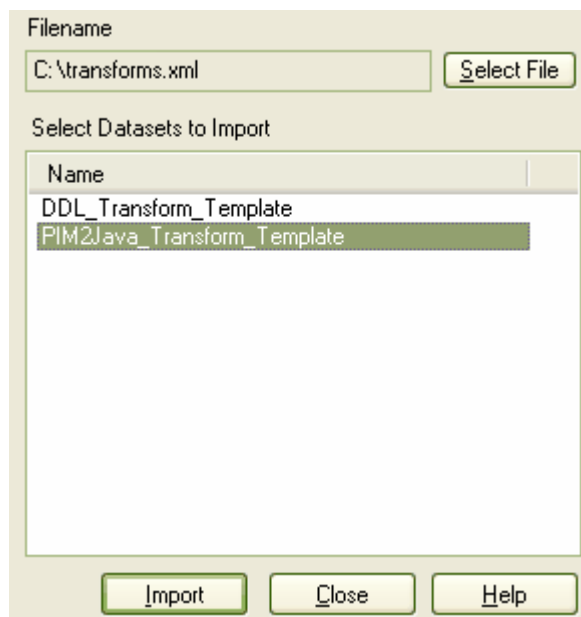 Filename
C:\transforms.xml
Select File
Select Datasets to Import
Name
DDL_Transform_Template
PIM2Java_Transform_Template
Import
Close
Help